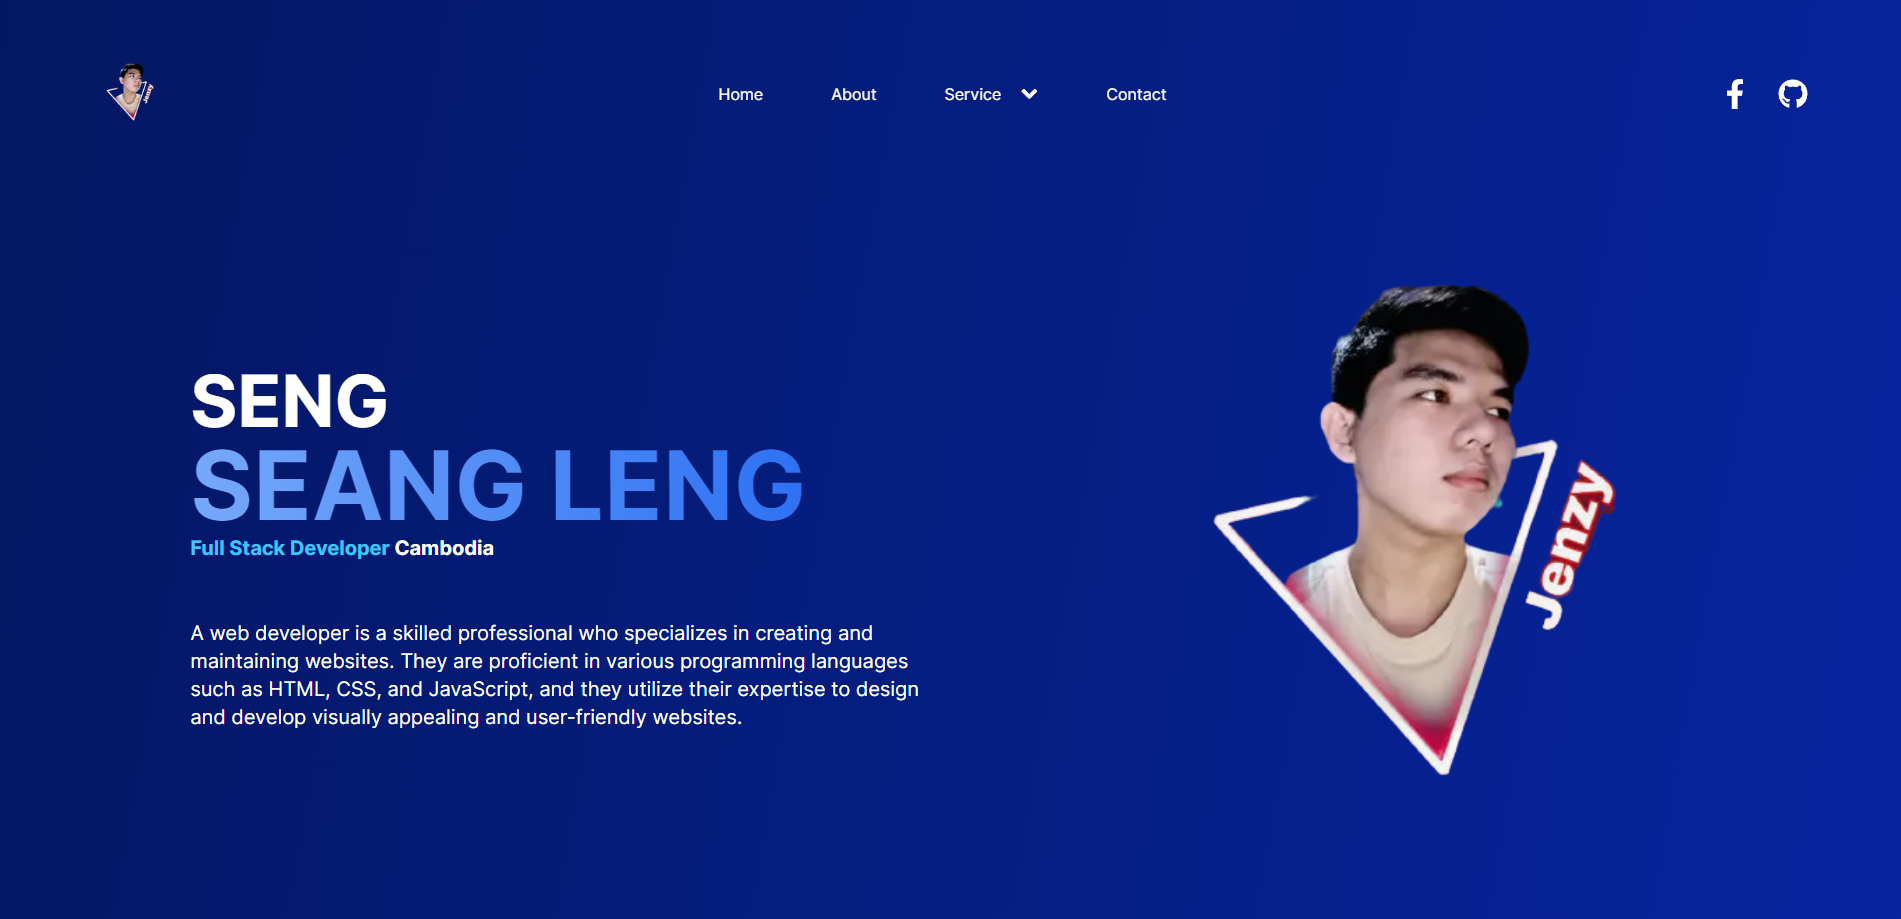 Jenzy
Home About Service Contact
SENG
SEANG LENG
Full Stack Developer Cambodia
A web developer is a skilled professional who specializes in creating and
maintaining websites. They are proficient in various programming languages
such as HTML, CSS, and JavaScript, and they utilize their expertise to design
and develop visually appealing and user-friendly websites.
Jenzy